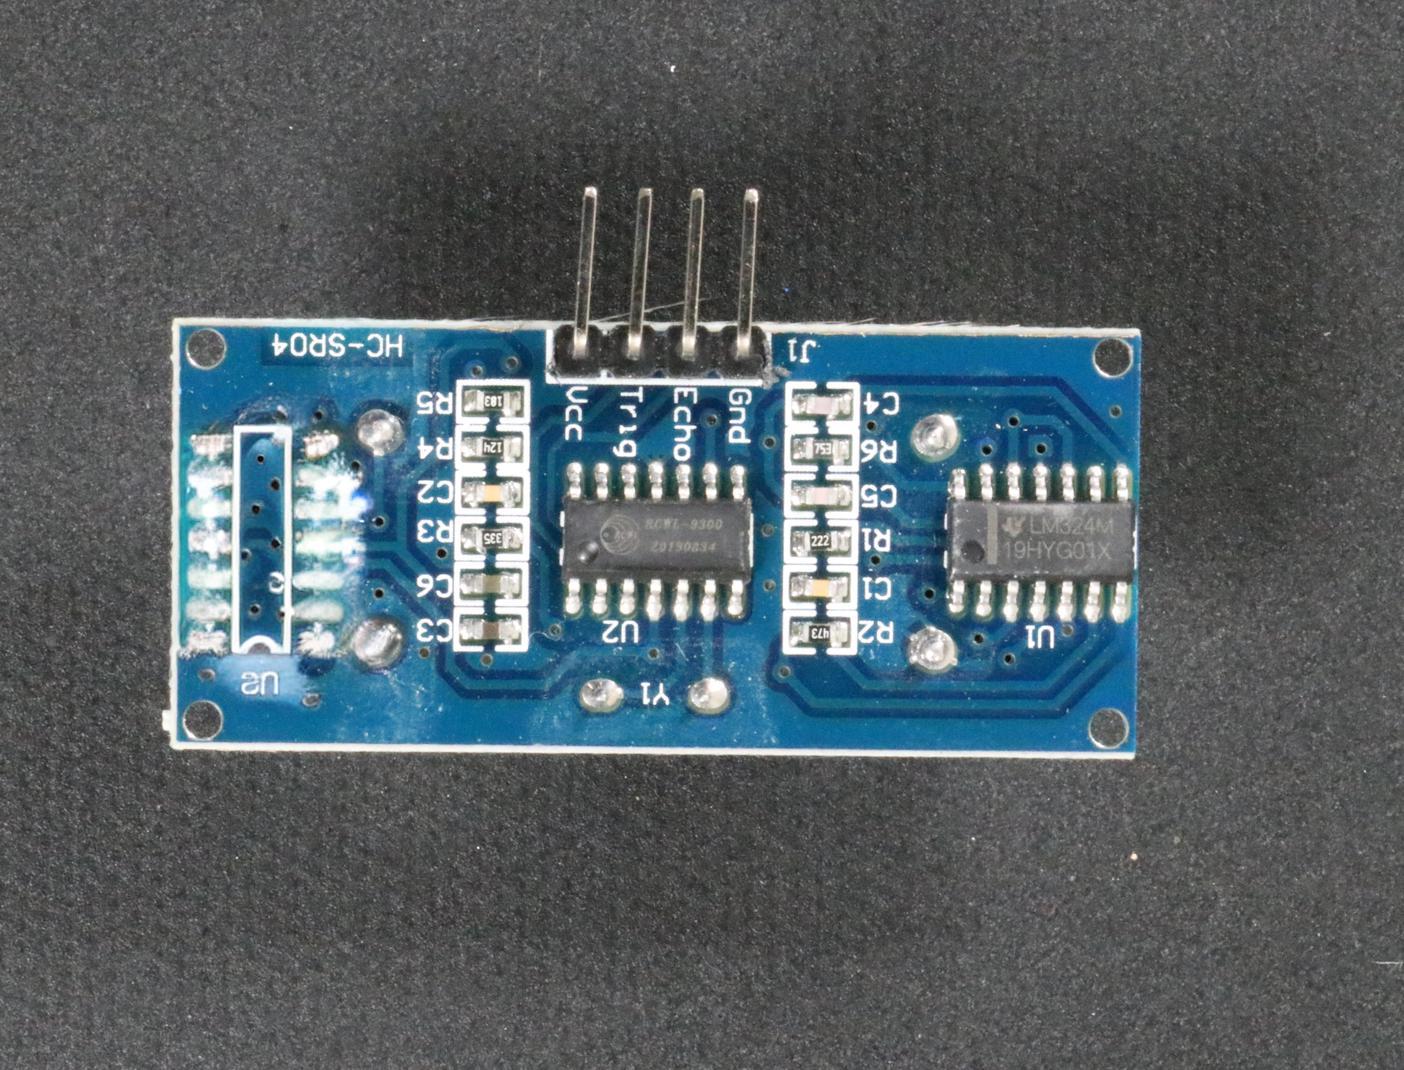 HC-SR04
J1
Vcc
Trig
Echo
Gnd
R5
103
R4
124
C2
R3
335
C6
C3
C4
R6
C5
R1
222
C1
R2
473
RCWL-9300
U2
Y1
LM324M
19HYG01X
U1